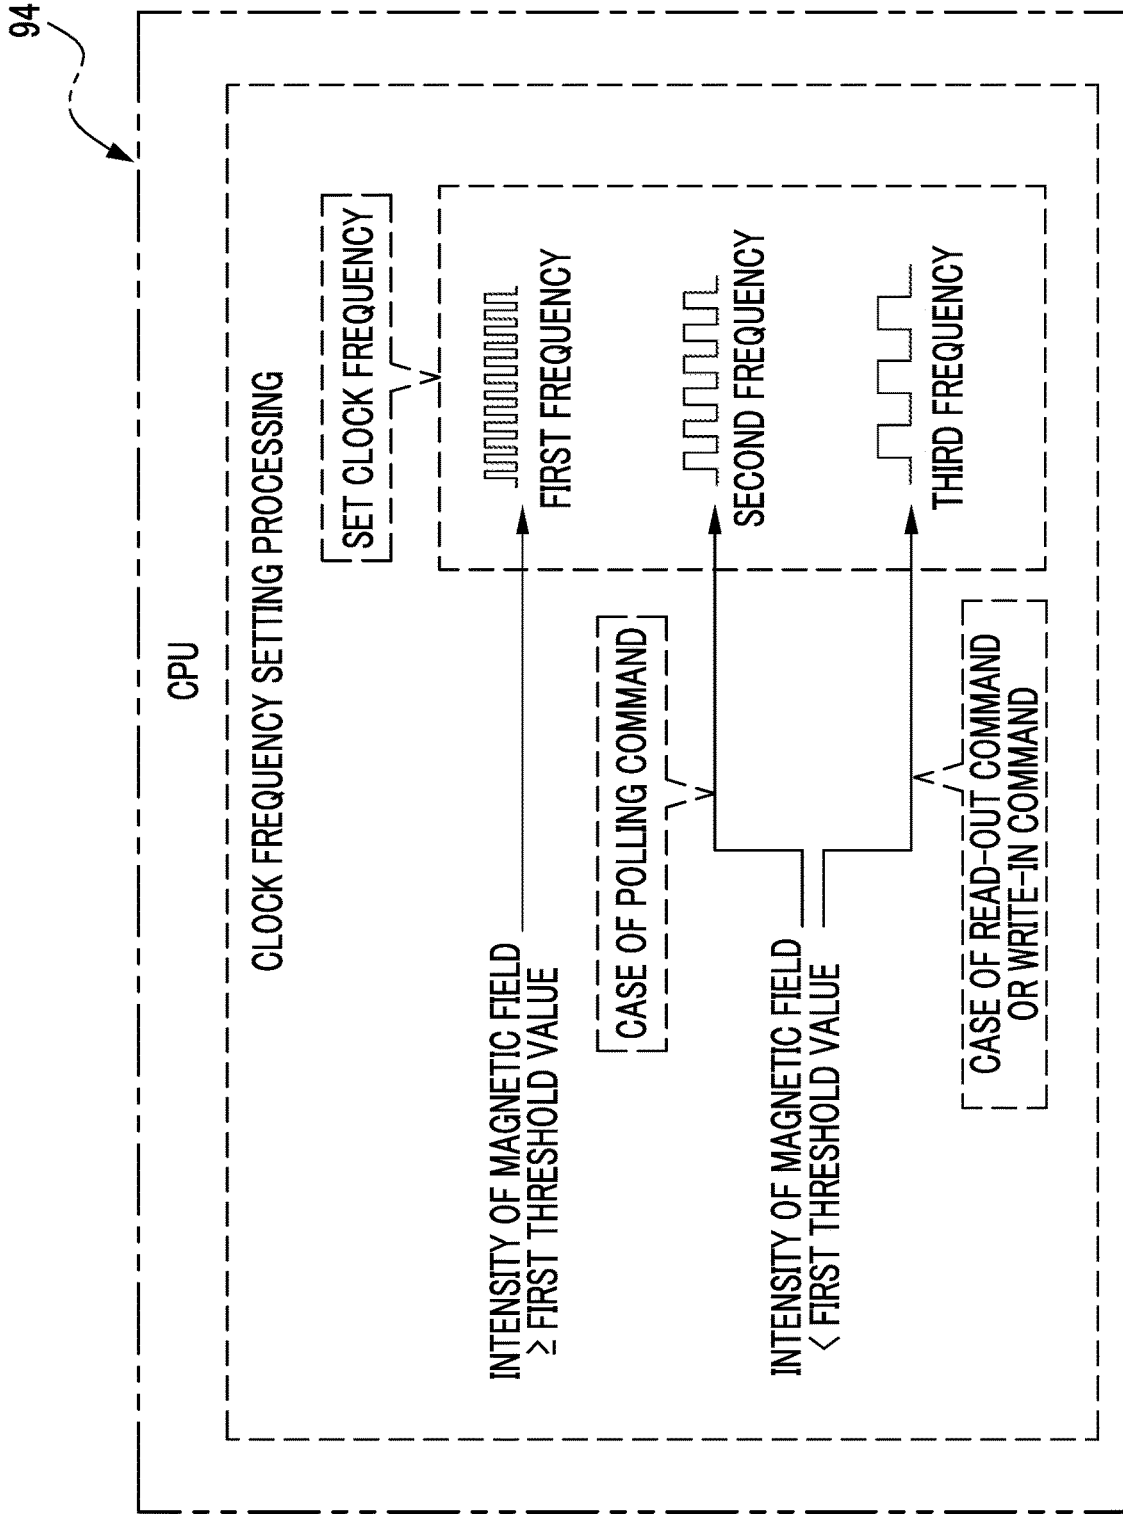 94
CPU
CLOCK FREQUENCY SETTING PROCESSING
SET CLOCK FREQUENCY
INTENSITY OF MAGNETIC FIELD
≥ FIRST THRESHOLD VALUE
FIRST FREQUENCY
CASE OF POLLING COMMAND
SECOND FREQUENCY
INTENSITY OF MAGNETIC FIELD
< FIRST THRESHOLD VALUE
THIRD FREQUENCY
CASE OF READ-OUT COMMAND
OR WRITE-IN COMMAND